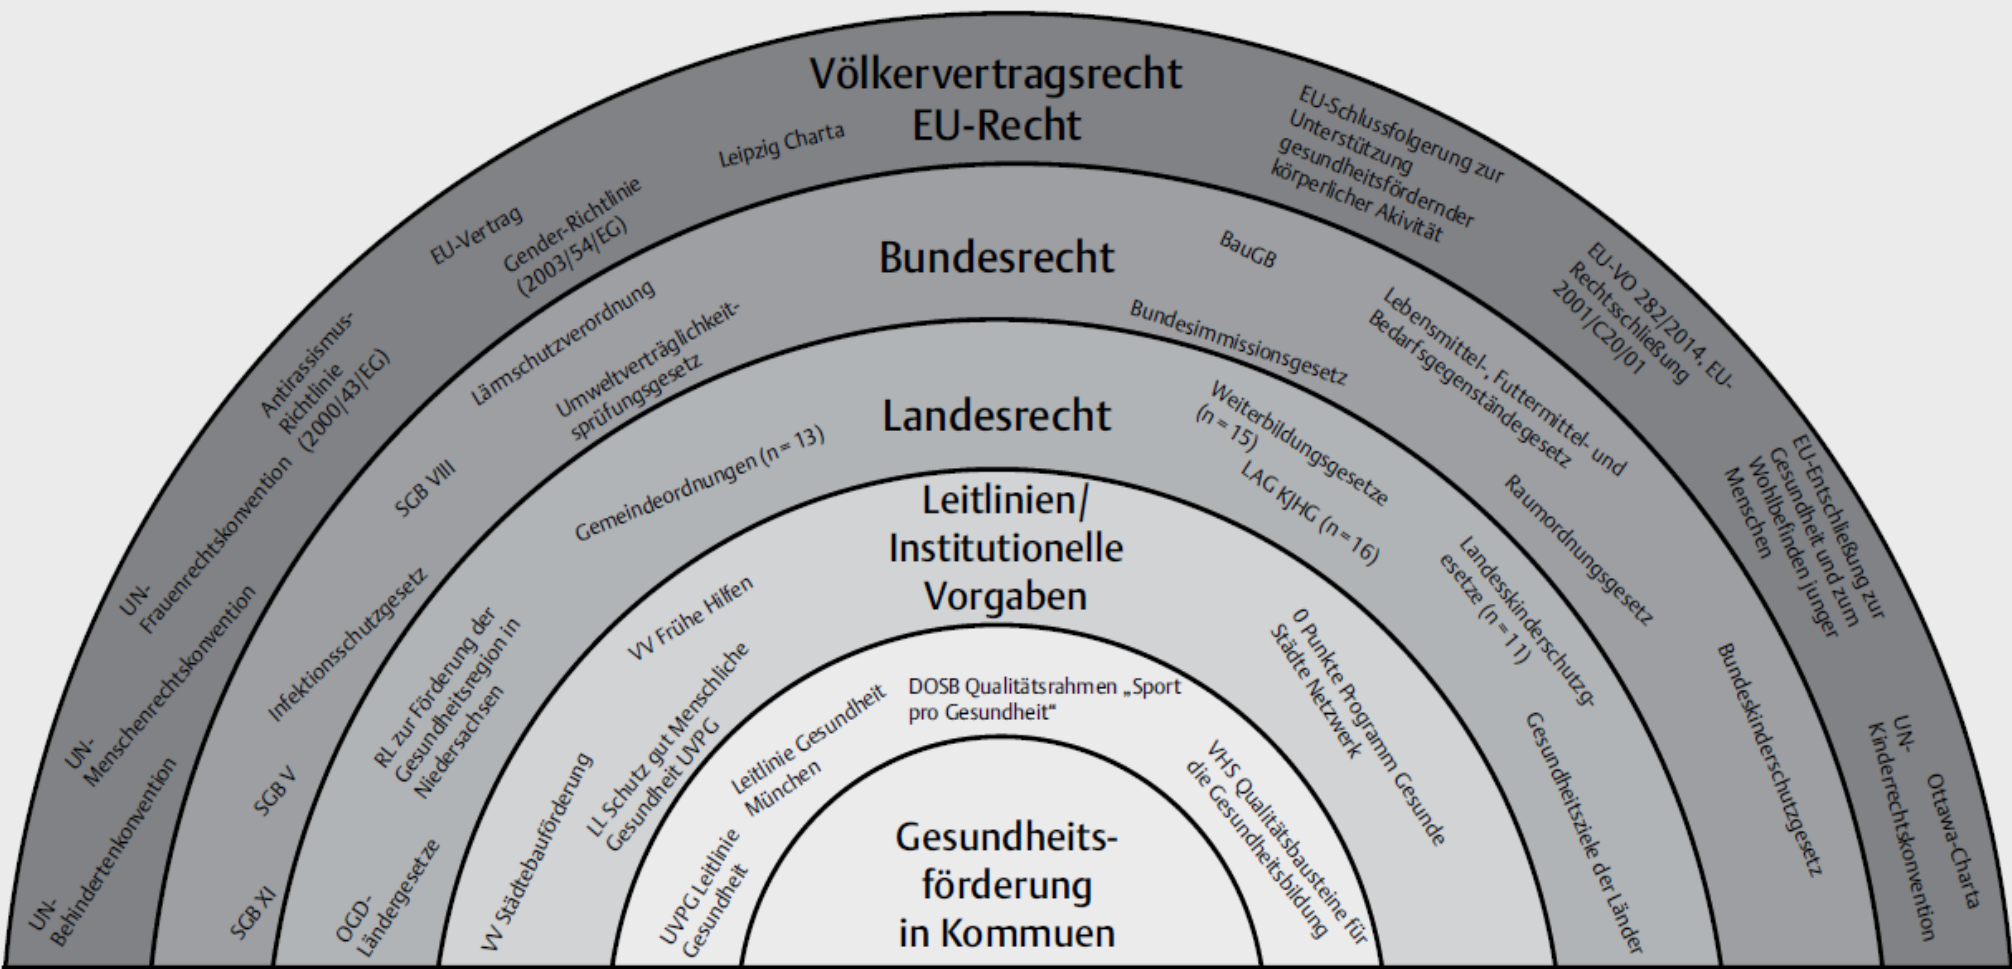 Völkervertragsrecht
EU-Recht
UN-
Behindertenkonvention
UN-
Menschenrechtskonvention
UN-
Frauenrechtskonvention
Antirassismus-
Richtlinie
(2000/43/EG)
EU-Vertrag
Gender-Richtlinie
(2003/54/EG)
Leipzig Charta
EU-Schlussfolgerung zur
Unterstützung
gesundheitsfördernder
körperlicher Akivität
EU-VO 282/2014, EU-
Rechtsschließung
2001/C20/01
EU-Entschließung zur
Gesundheit und zum
Wohlbefinden junger
Menschen
UN-
Kinderrechtskonvention
Ottawa-Charta
Bundesrecht
SGB XI
SGB V
Infektionsschutzgesetz
SGB VIII
Lärmschutzverordnung
Umweltverträglichkeit-
sprüfungsgesetz
BauGB
Bundesimmissionsgesetz
Lebensmittel-, Futtermittel- und
Bedarfsgegenständegesetz
Raumordnungsgesetz
Bundeskinderschutzgesetz
Landesrecht
OGD-
Ländergesetze
RL zur Förderung der
Gesundheitsregion in
Niedersachsen
Gemeindeordnungen (n = 13)
Weiterbildungsgesetze
(n = 15)
LAG KJHG (n = 16)
Landesskinderschutzg-
esetze (n = 11)
Gesundheitsziele der Länder
Leitlinien/
Institutionelle
Vorgaben
VV Städtebauförderung
VV Frühe Hilfen
LL Schutz gut Menschliche
Gesundheit UVPG
0 Punkte Programm Gesunde
Städte Netzwerk
UVPG Leitlinie
Gesundheit
Leitlinie Gesundheit
München
DOSB Qualitätsrahmen „Sport
pro Gesundheit“
VHS Qualitätsbausteine für
die Gesundheitsbildung
Gesundheits-
förderung
in Kommuen